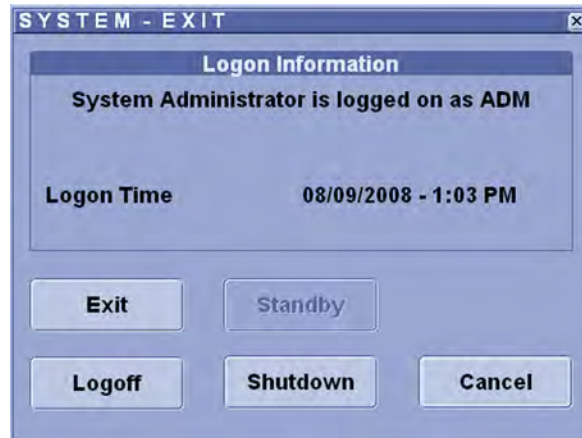 SYSTEM - EXIT
Logon Information
System Administrator is logged on as ADM
Logon Time 08/09/2008 - 1:03 PM
Exit Standby
Logoff Shutdown Cancel